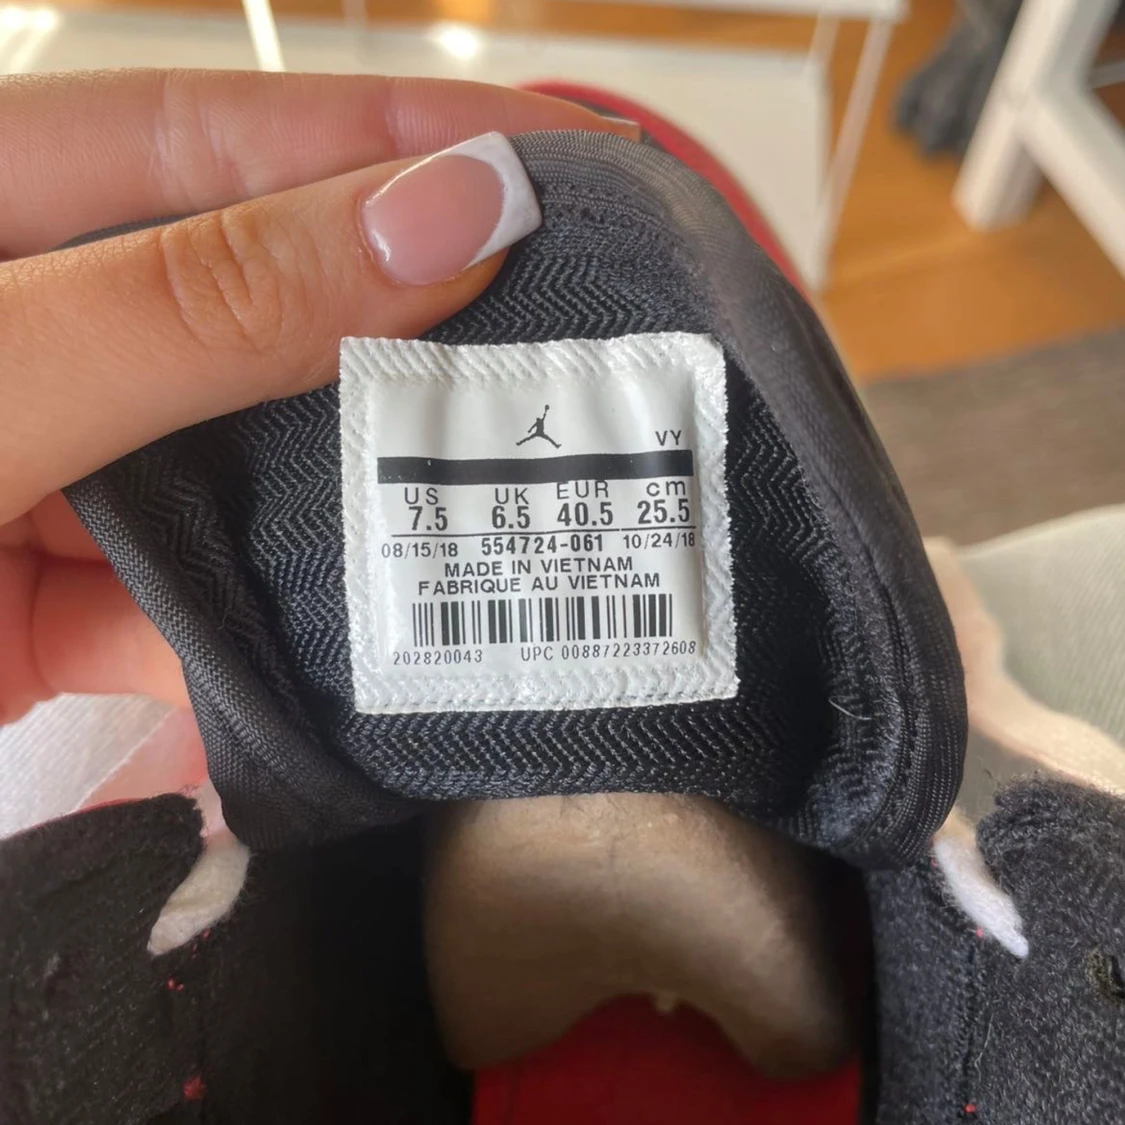 VY
US UK EUR cm
7.5 6.5 40.5 25.5
08/15/18 554724-061 10/24/18
MADE IN VIETNAM
FABRIQUE AU VIETNAM
202820043 UPC 00887223372608